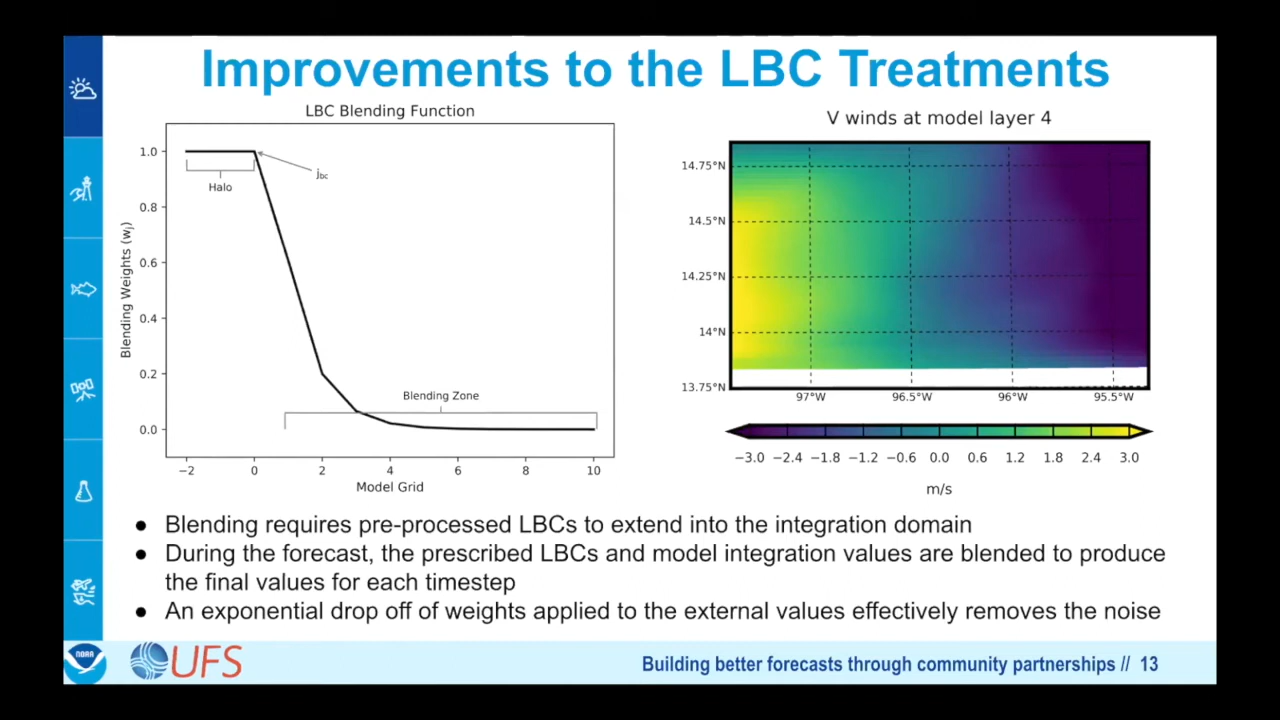 Improvements to the LBC Treatments
LBC Blending Function
1.0
0.8
0.6
0.4
0.2
0.0
Blending Weights (wj)
Halo
jbc
Blending Zone
−2 0 2 4 6 8 10
Model Grid
V winds at model layer 4
14.75°N
14.5°N
14.25°N
14°N
13.75°N
97°W 96.5°W 96°W 95.5°W
−3.0 −2.4 −1.8 −1.2 −0.6 0.0 0.6 1.2 1.8 2.4 3.0
m/s
● Blending requires pre-processed LBCs to extend into the integration domain
● During the forecast, the prescribed LBCs and model integration values are blended to produce
the final values for each timestep
● An exponential drop off of weights applied to the external values effectively removes the noise
NOAA
UFS
Building better forecasts through community partnerships // 13